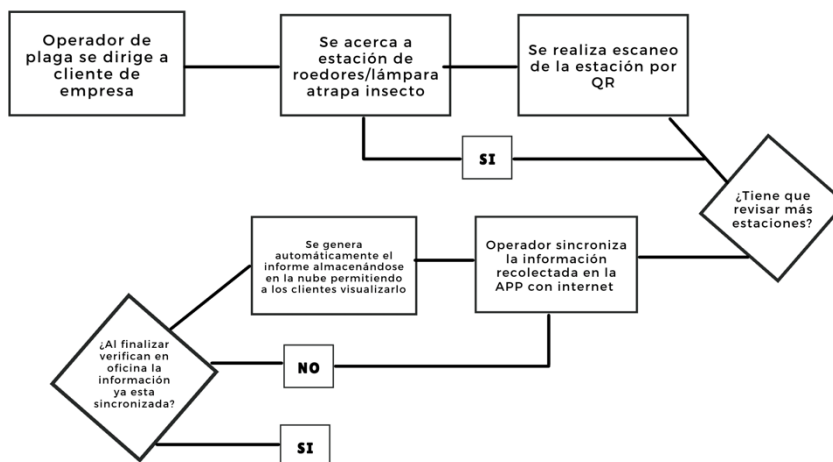 Operador de
plaga se dirige a
cliente de
empresa
Se acerca a
estación de
roedores/lámpara
atrapa insecto
Se realiza escaneo
de la estación por
QR
SI
¿Tiene que
revisar más
estaciones?
Se genera
automáticamente el
informe almacenándose
en la nube permitiendo
a los clientes visualizarlo
Operador sincroniza
la información
recolectada en la
APP con internet
¿Al finalizar
verifican en
oficina la
información
ya esta
sincronizada?
NO
SI